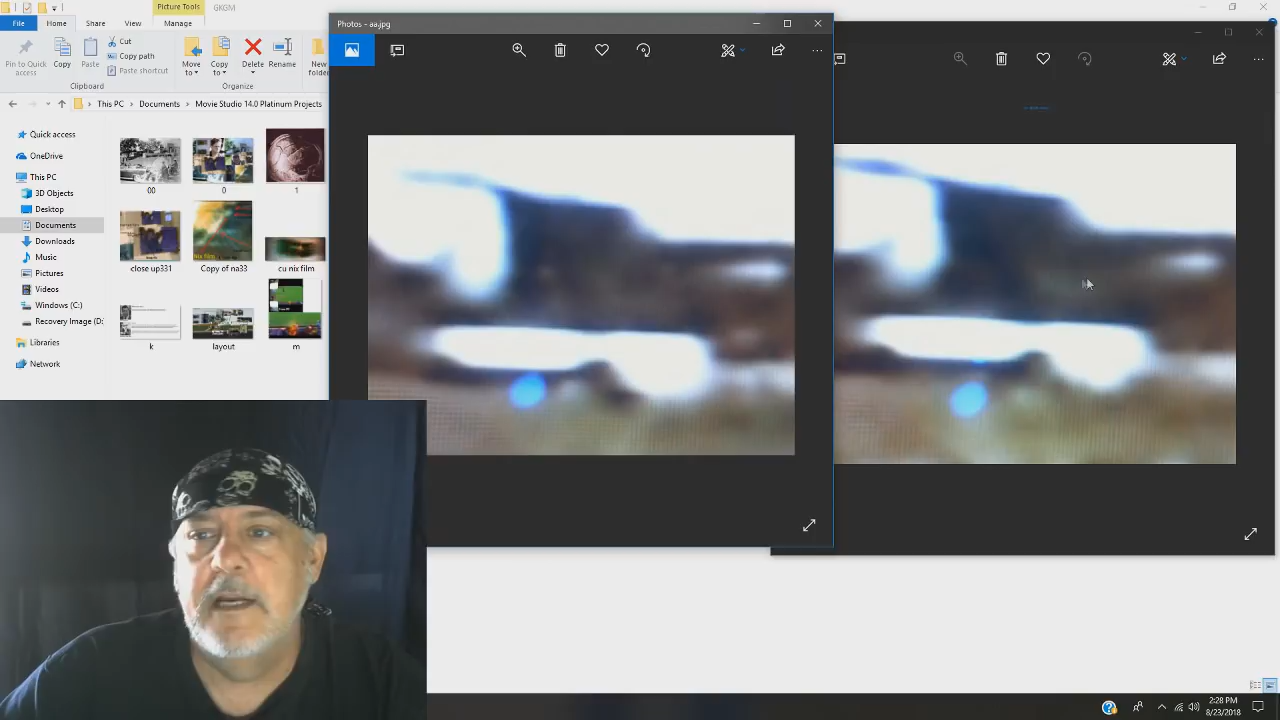 Picture Tools
GKGM
Photos - aa.jpg
File
Home
Share
View
Manage
Pin to Quick access
Copy
Paste
Cut
Copy path
Paste shortcut
Move to
Copy to
Delete
Rename
New folder
Clipboard
Organize
This PC
Documents
Movie Studio 14.0 Platinum Projects
Quick access
OneDrive
This PC
3D Objects
Desktop
Documents
Downloads
Music
Pictures
Videos
Windows (C:)
Recovery Image (D:
Libraries
Network
00
0
1
close up331
Copy of na33
cu nix film
Nix film
k
layout
m
2:28 PM
8/23/2018